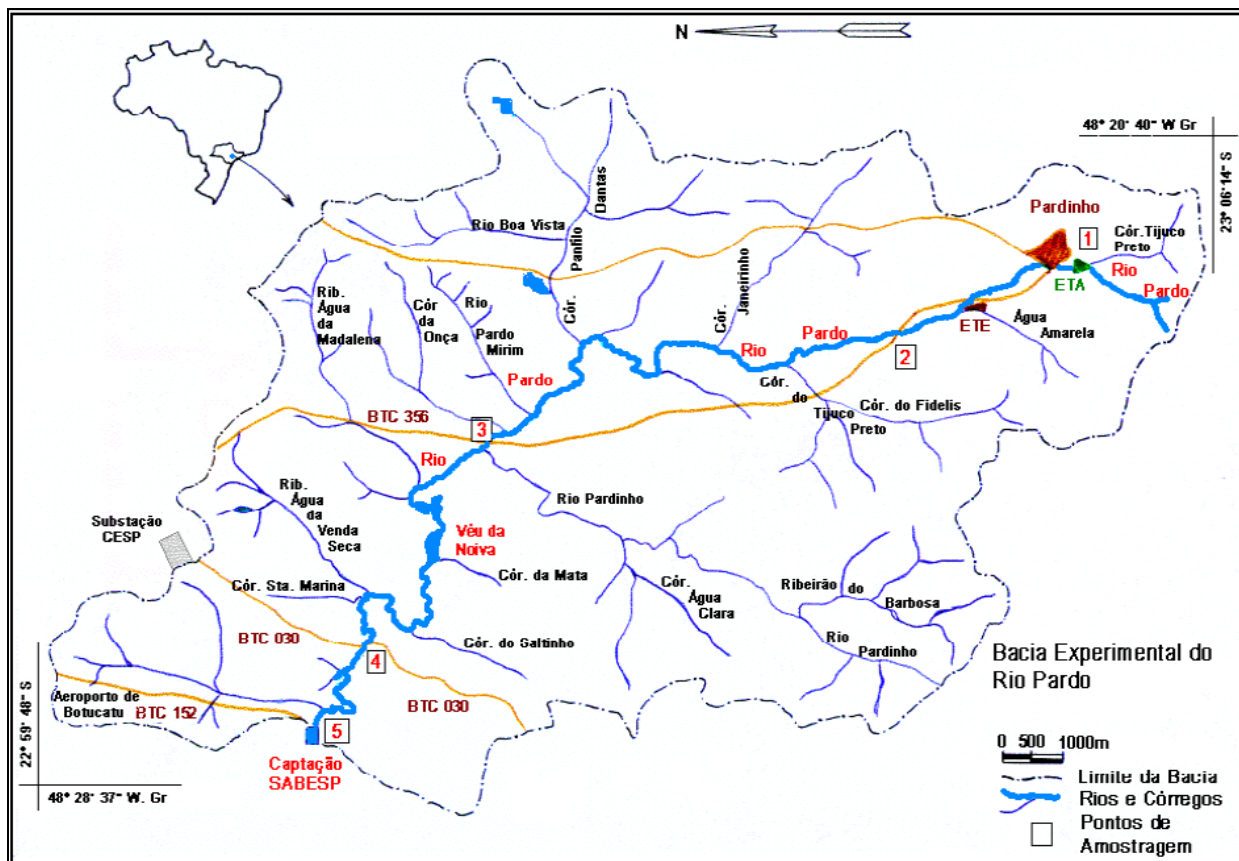 N
48° 20' 40" W Gr
23° 06' 14" S
Pardinho
1
Cór.Tijuco
Preto
ETA
Rio
Pardo
Dantas
Rio Boa Vista
Panfilo
Cór.
Janeirinho
Cór.
Rib.
Água
da
Madalena
Cór
da
Onça
Rio
Pardo
Mirim
Pardo
Rio
Pardo
ETE
Água
Amarela
2
Cór.
do
Tijuco
Preto
Cór. do Fidelis
BTC 356
3
Rio
Rio Pardinho
Rib.
Água
da
Venda
Seca
Substação
CESP
Véu da
Noiva
Cór. Sta. Marina
Cór. da Mata
Cór.
Água
Clara
Ribeirão do
Barbosa
Rio
Pardinho
BTC 030
4
Cór. do Saltinho
BTC 030
Aeroporto de
Botucatu
BTC 152
5
Captação
SABESP
22° 59' 48" S
48° 28' 37" W. Gr
Bacia Experimental do
Rio Pardo
0 500 1000m
Limite da Bacia
Rios e Córregos
Pontos de
Amostragem